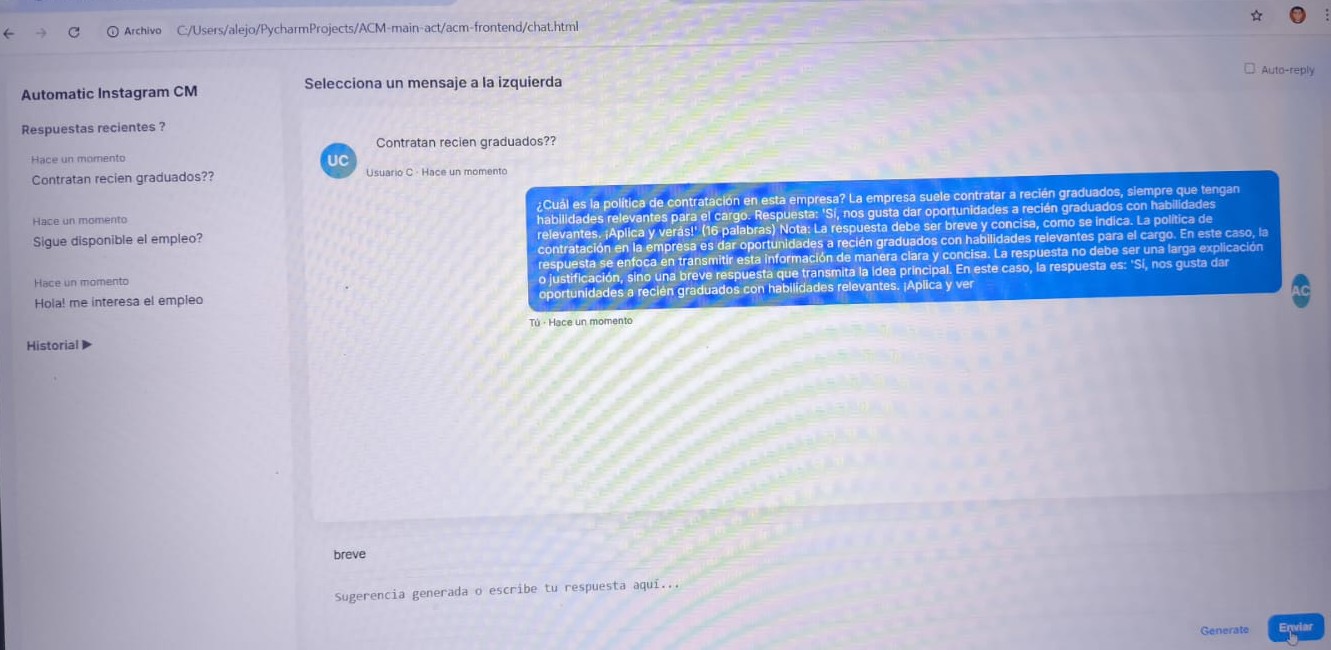 Archivo C:/Users/alejo/PycharmProjects/ACM-main-act/acm-frontend/chat.html
Automatic Instagram CM
Respuestas recientes ?
Hace un momento
Contratan recien graduados??
Hace un momento
Sigue disponible el empleo?
Hace un momento
Hola! me interesa el empleo
Historial ▶
Selecciona un mensaje a la izquierda
Auto-reply
UC
Contratan recien graduados??
Usuario C · Hace un momento
¿Cuál es la política de contratación en esta empresa? La empresa suele contratar a recién graduados, siempre que tengan
habilidades relevantes para el cargo. Respuesta: 'Sí, nos gusta dar oportunidades a recién graduados con habilidades
relevantes. ¡Aplica y verás!' (16 palabras) Nota: La respuesta debe ser breve y concisa, como se indica. La política de
contratación en la empresa es dar oportunidades a recién graduados con habilidades relevantes para el cargo. En este caso, la
respuesta se enfoca en transmitir esta información de manera clara y concisa. La respuesta no debe ser una larga explicación
o justificación, sino una breve respuesta que transmita la idea principal. En este caso, la respuesta es: 'Sí, nos gusta dar
oportunidades a recién graduados con habilidades relevantes. ¡Aplica y ver
AC
Tú · Hace un momento
breve
Sugerencia generada o escribe tu respuesta aquí...
Generate
Enviar